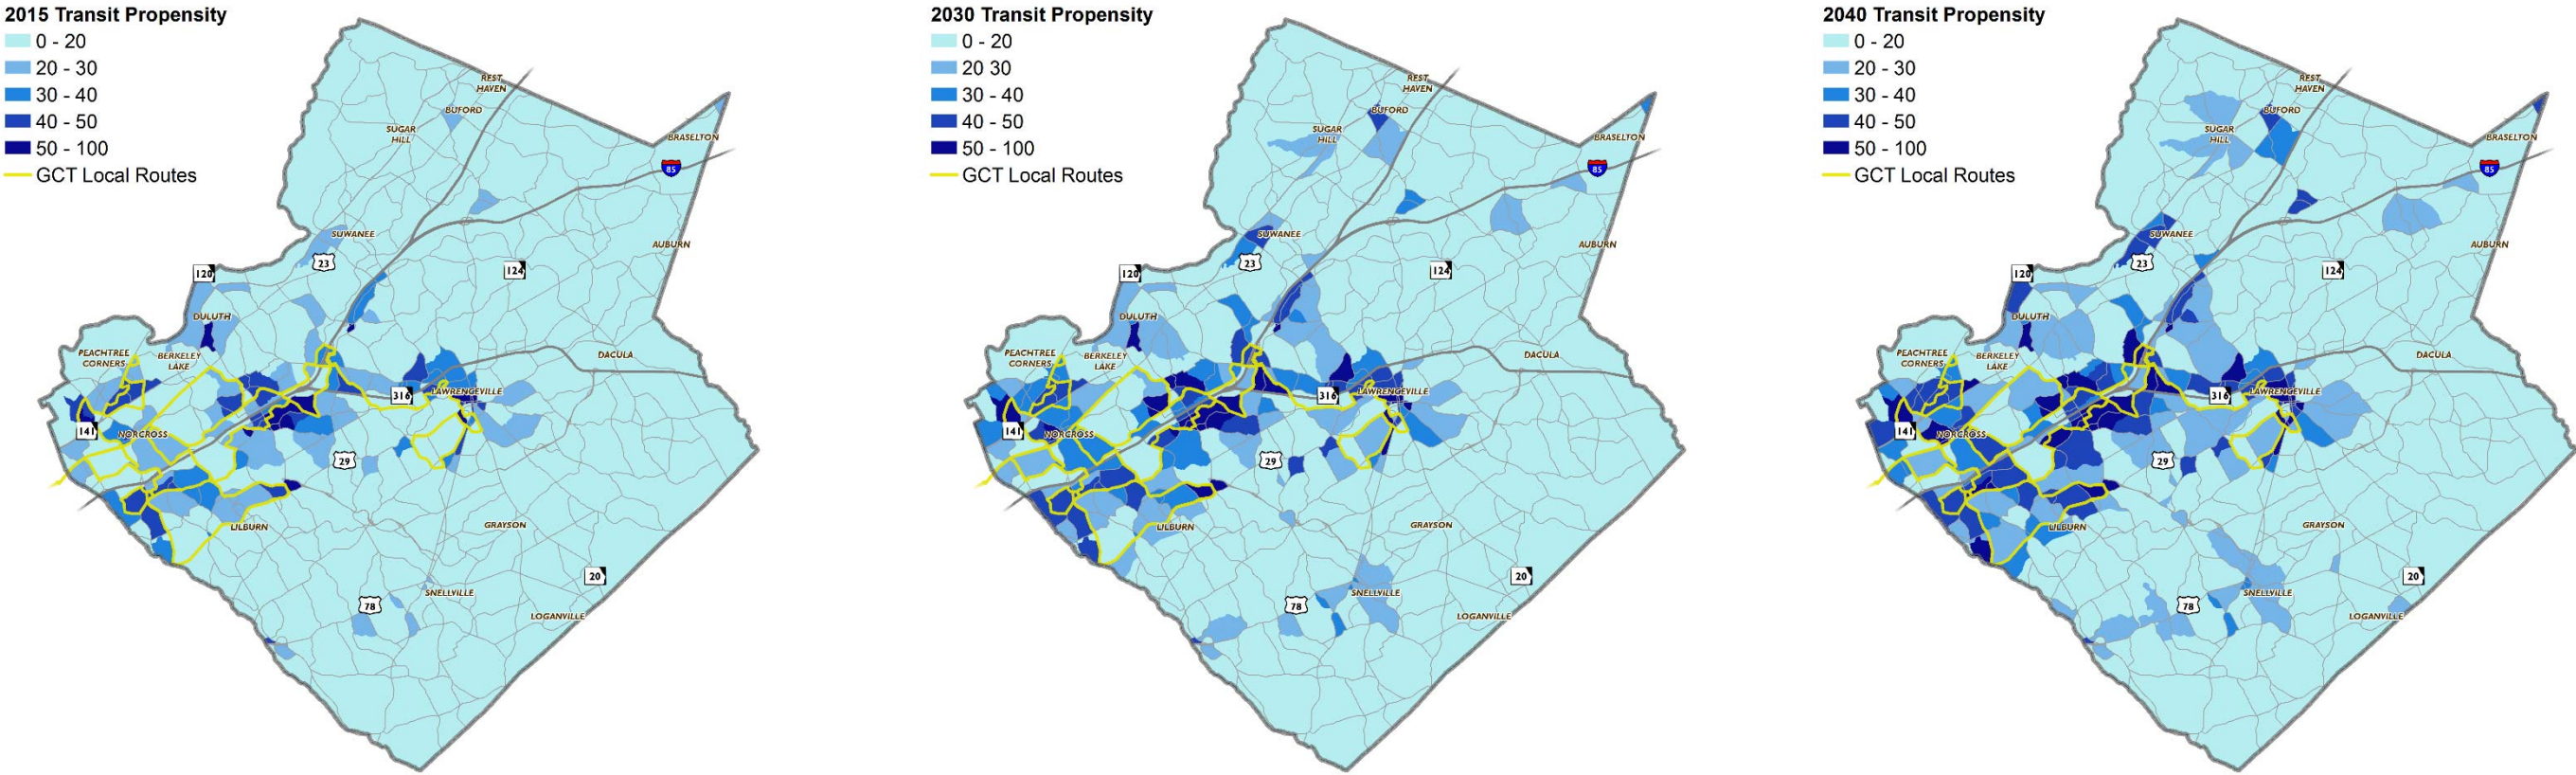 2015 Transit Propensity
0 - 20
20 - 30
30 - 40
40 - 50
50 - 100
GCT Local Routes
REST
HAVEN
BUFORD
SUGAR
HILL
BRASELTON
85
SUWANEE
AUBURN
23
120
124
DULUTH
PEACHTREE
CORNERS
BERKELEY
LAKE
DACULA
316
LAWRENCEVILLE
141
NORCROSS
29
LILBURN
GRAYSON
20
SNELLVILLE
78
LOGANVILLE
2030 Transit Propensity
0 - 20
20 30
30 - 40
40 - 50
50 - 100
GCT Local Routes
REST
HAVEN
BUFORD
SUGAR
HILL
BRASELTON
85
SUWANEE
AUBURN
23
120
124
DULUTH
PEACHTREE
CORNERS
BERKELEY
LAKE
DACULA
316
LAWRENCEVILLE
141
NORCROSS
29
LILBURN
GRAYSON
20
SNELLVILLE
78
LOGANVILLE
2040 Transit Propensity
0 - 20
20 - 30
30 - 40
40 - 50
50 - 100
GCT Local Routes
REST
HAVEN
BUFORD
SUGAR
HILL
BRASELTON
85
SUWANEE
AUBURN
23
120
124
DULUTH
PEACHTREE
CORNERS
BERKELEY
LAKE
DACULA
316
LAWRENCEVILLE
141
NORCROSS
29
LILBURN
GRAYSON
20
SNELLVILLE
78
LOGANVILLE